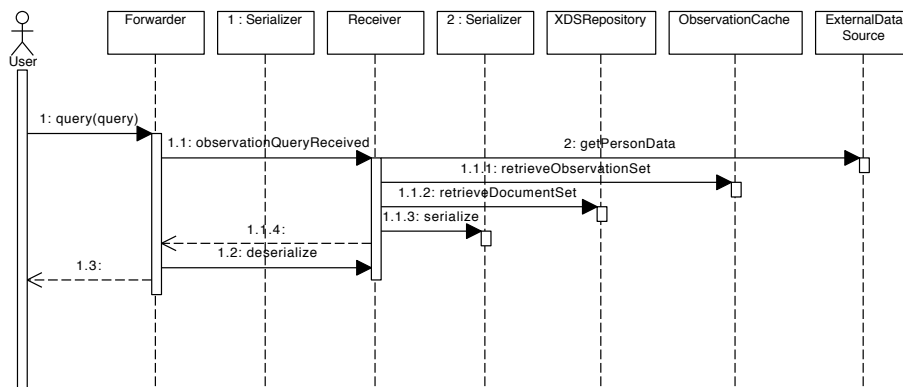 Forwarder
1 : Serializer
Receiver
2 : Serializer
XDSRepository
ObservationCache
ExternalData
Source
User
1: query(query)
1.1: observationQueryReceived
2: getPersonData
1.1.1: retrieveObservationSet
1.1.2: retrieveDocumentSet
1.1.3: serialize
1.1.4:
1.2: deserialize
1.3: